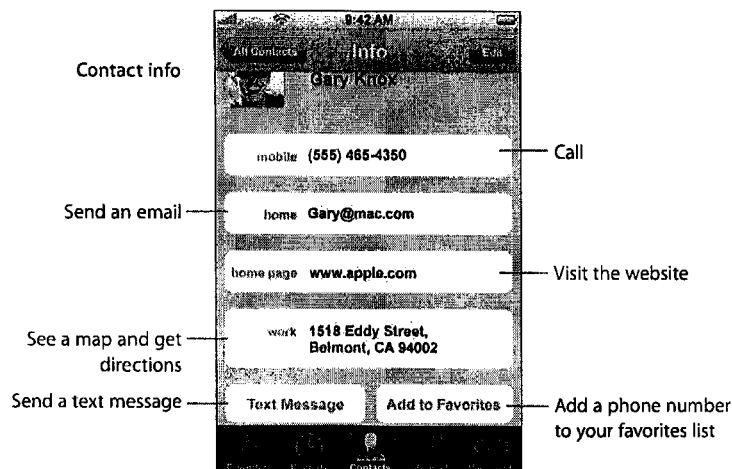 9:42 AM
All Contacts
Info
Edit
Contact info
Gary Knox
mobile (555) 465-4350
Call
Send an email
home Gary@mac.com
home page www.apple.com
Visit the website
See a map and get
directions
work 1518 Eddy Street,
Belmont, CA 94002
Send a text message
Text Message
Add to Favorites
Add a phone number
to your favorites list
Contacts